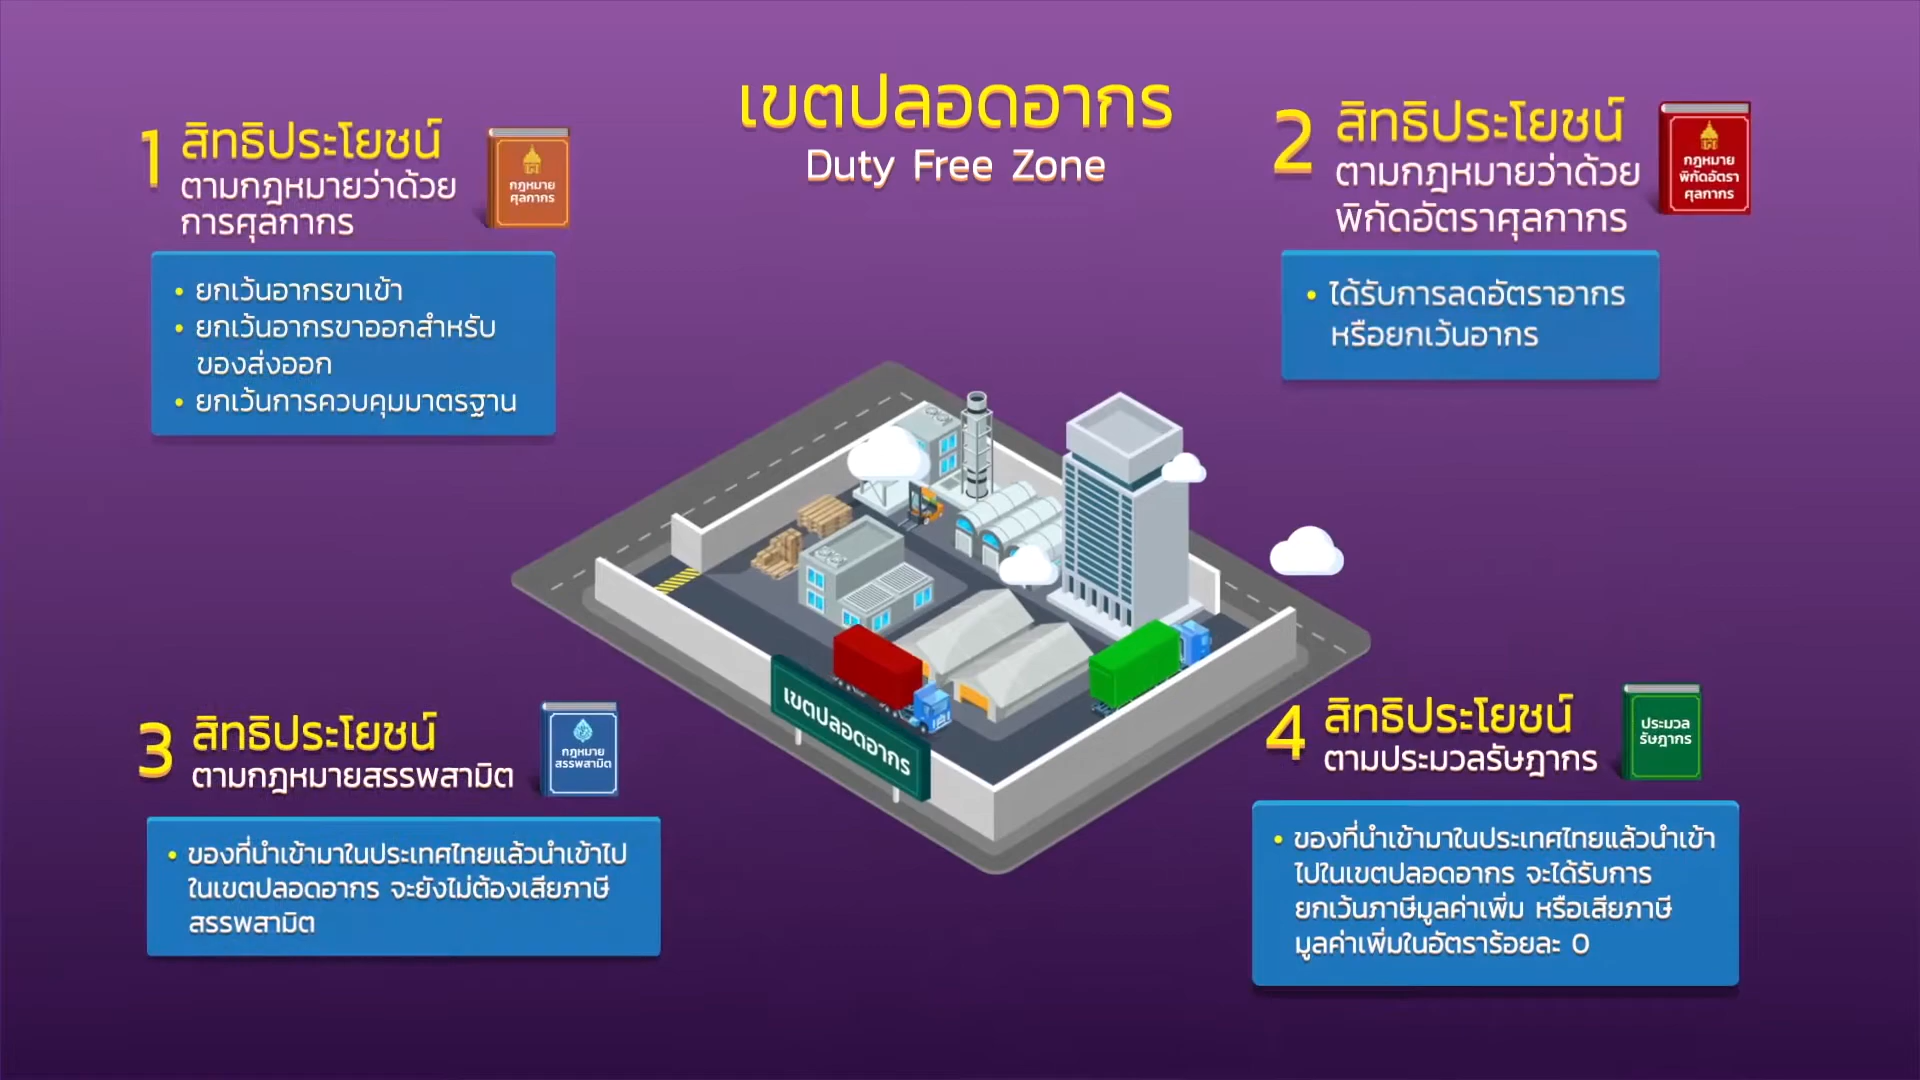 เขตปลอดอากร
Duty Free Zone
1
สิทธิประโยชน์
ตามกฎหมายว่าด้วย
การศุลกากร
กฎหมาย
ศุลกากร
• ยกเว้นอากรขาเข้า
• ยกเว้นอากรขาออกสำหรับ
ของส่งออก
• ยกเว้นการควบคุมมาตรฐาน
2
สิทธิประโยชน์
ตามกฎหมายว่าด้วย
พิกัดอัตราศุลกากร
กฎหมาย
พิกัดอัตรา
ศุลกากร
• ได้รับการลดอัตราอากร
หรือยกเว้นอากร
เขตปลอดอากร
3
สิทธิประโยชน์
ตามกฎหมายสรรพสามิต
กฎหมาย
สรรพสามิต
• ของที่นำเข้ามาในประเทศไทยแล้วนำเข้าไป
ในเขตปลอดอากร จะยังไม่ต้องเสียภาษี
สรรพสามิต
4
สิทธิประโยชน์
ตามประมวลรัษฎากร
ประมวล
รัษฎากร
• ของที่นำเข้ามาในประเทศไทยแล้วนำเข้า
ไปในเขตปลอดอากร จะได้รับการ
ยกเว้นภาษีมูลค่าเพิ่ม หรือเสียภาษี
มูลค่าเพิ่มในอัตราร้อยละ 0